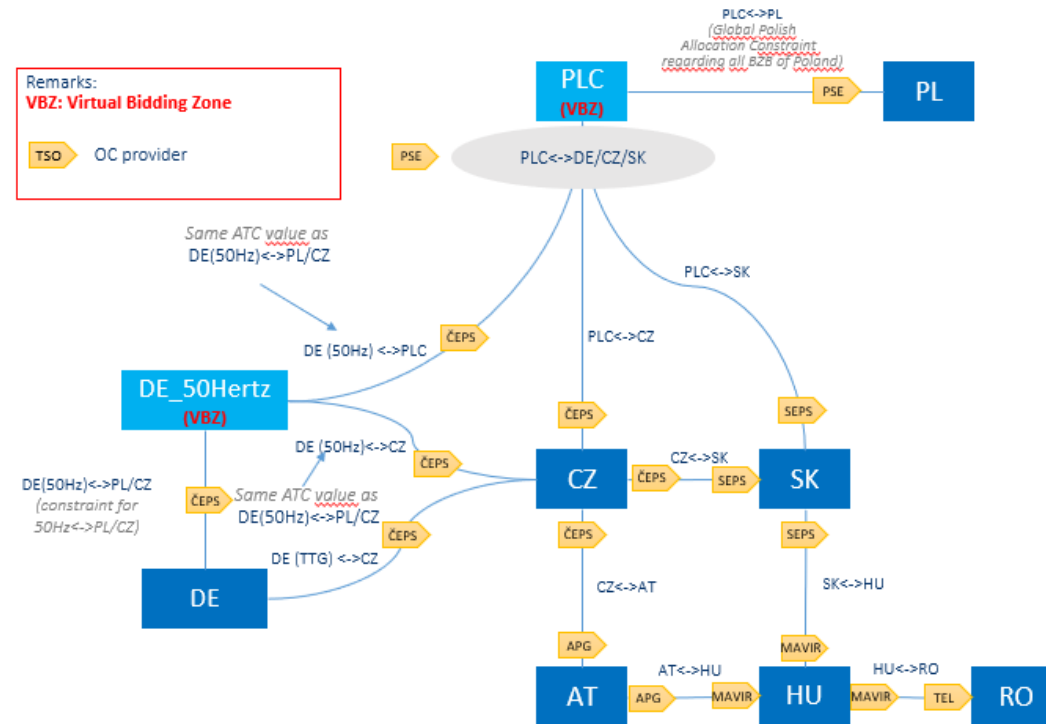 PLC<->PL
(Global Polish
Allocation Constraint
regarding all BZB of Poland)
Remarks:
VBZ: Virtual Bidding Zone
TSO
OC provider
PLC
(VBZ)
PSE
PL
PSE
PLC<->DE/CZ/SK
Same ATC value as
DE(50Hz)<->PL/CZ
PLC<->SK
ČEPS
PLC<->CZ
DE (50Hz) <->PLC
DE_50Hertz
(VBZ)
ČEPS
SEPS
DE (50Hz)<->CZ
ČEPS
CZ<->SK
CZ
ČEPS
SEPS
SK
DE(50Hz)<->PL/CZ
(constraint for
50Hz<->PL/CZ)
ČEPS
Same ATC value as
DE(50Hz)<->PL/CZ
ČEPS
ČEPS
SEPS
DE (TTG) <->CZ
DE
CZ<->AT
SK<->HU
APG
MAVIR
AT<->HU
HU<->RO
AT
APG
MAVIR
HU
MAVIR
TEL
RO